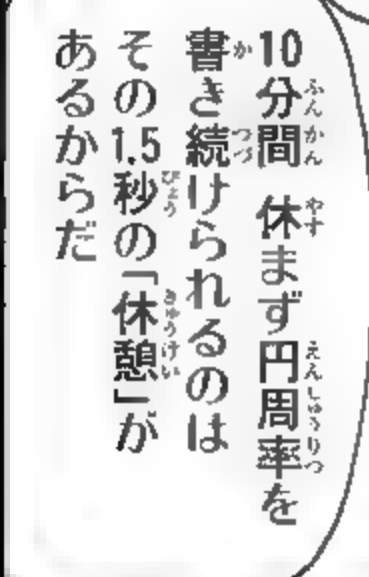 10分間 休まず円周率を
書き続けられるのは
その1.5秒の「休憩」が
あるからだ